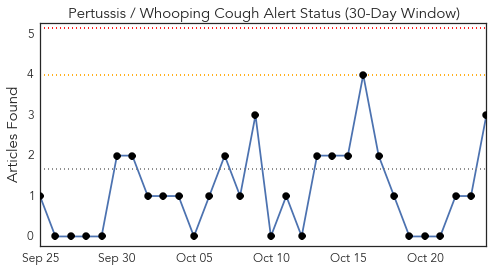 Pertussis / Whooping Cough Alert Status (30-Day Window)
Articles Found
5
4
3
2
1
0
Sep 25 Sep 30 Oct 05 Oct 10 Oct 15 Oct 20